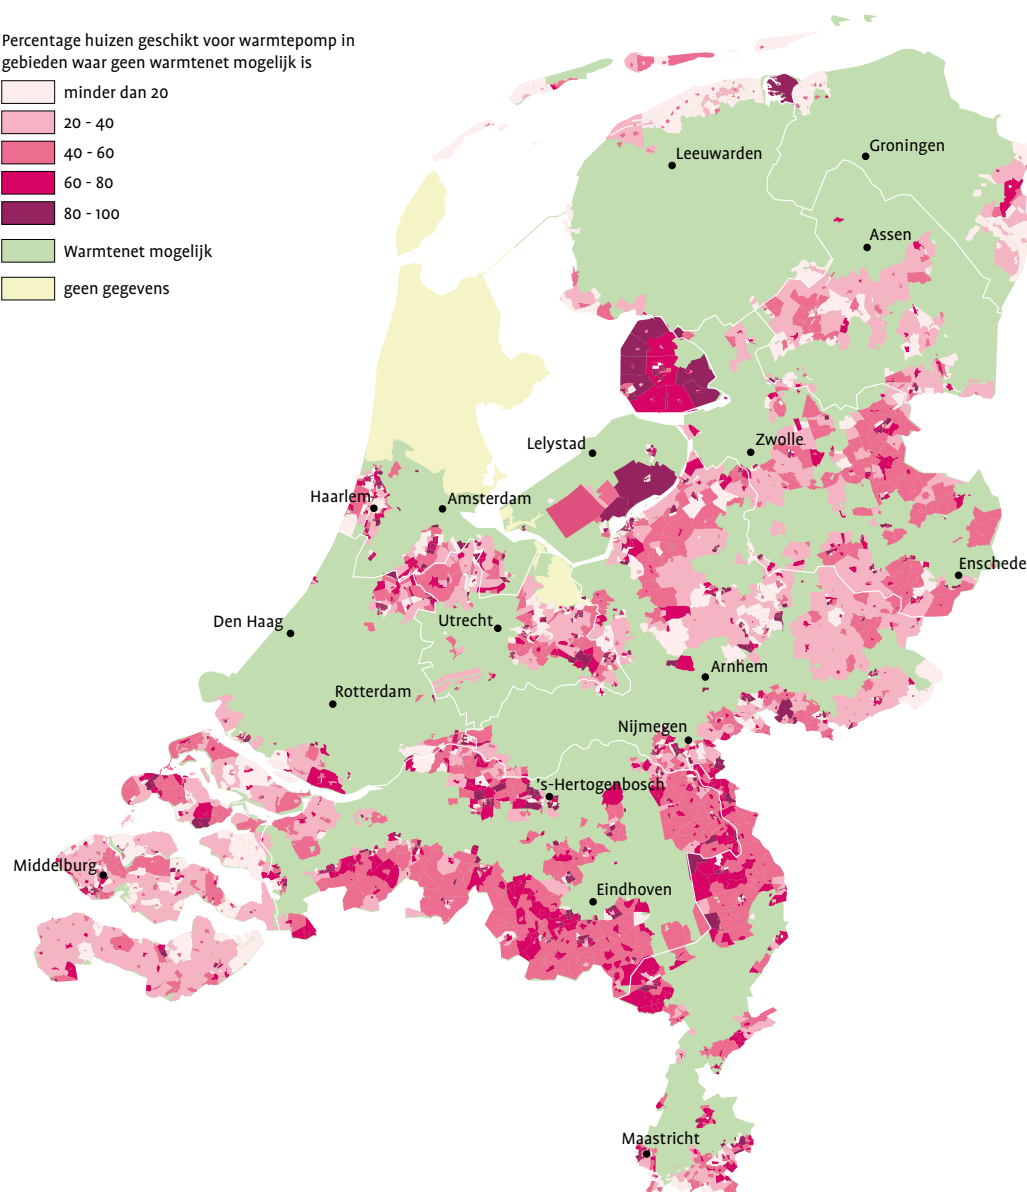 Percentage huizen geschikt voor warmtepomp in
gebieden waar geen warmtenet mogelijk is
minder dan 20
20 - 40
40 - 60
60 - 80
80 - 100
Warmtenet mogelijk
geen gegevens
Leeuwarden
Groningen
Assen
Lelystad
Zwolle
Haarlem
Amsterdam
Enschede
Den Haag
Utrecht
Arnhem
Rotterdam
Nijmegen
's-Hertogenbosch
Middelburg
Eindhoven
Maastricht